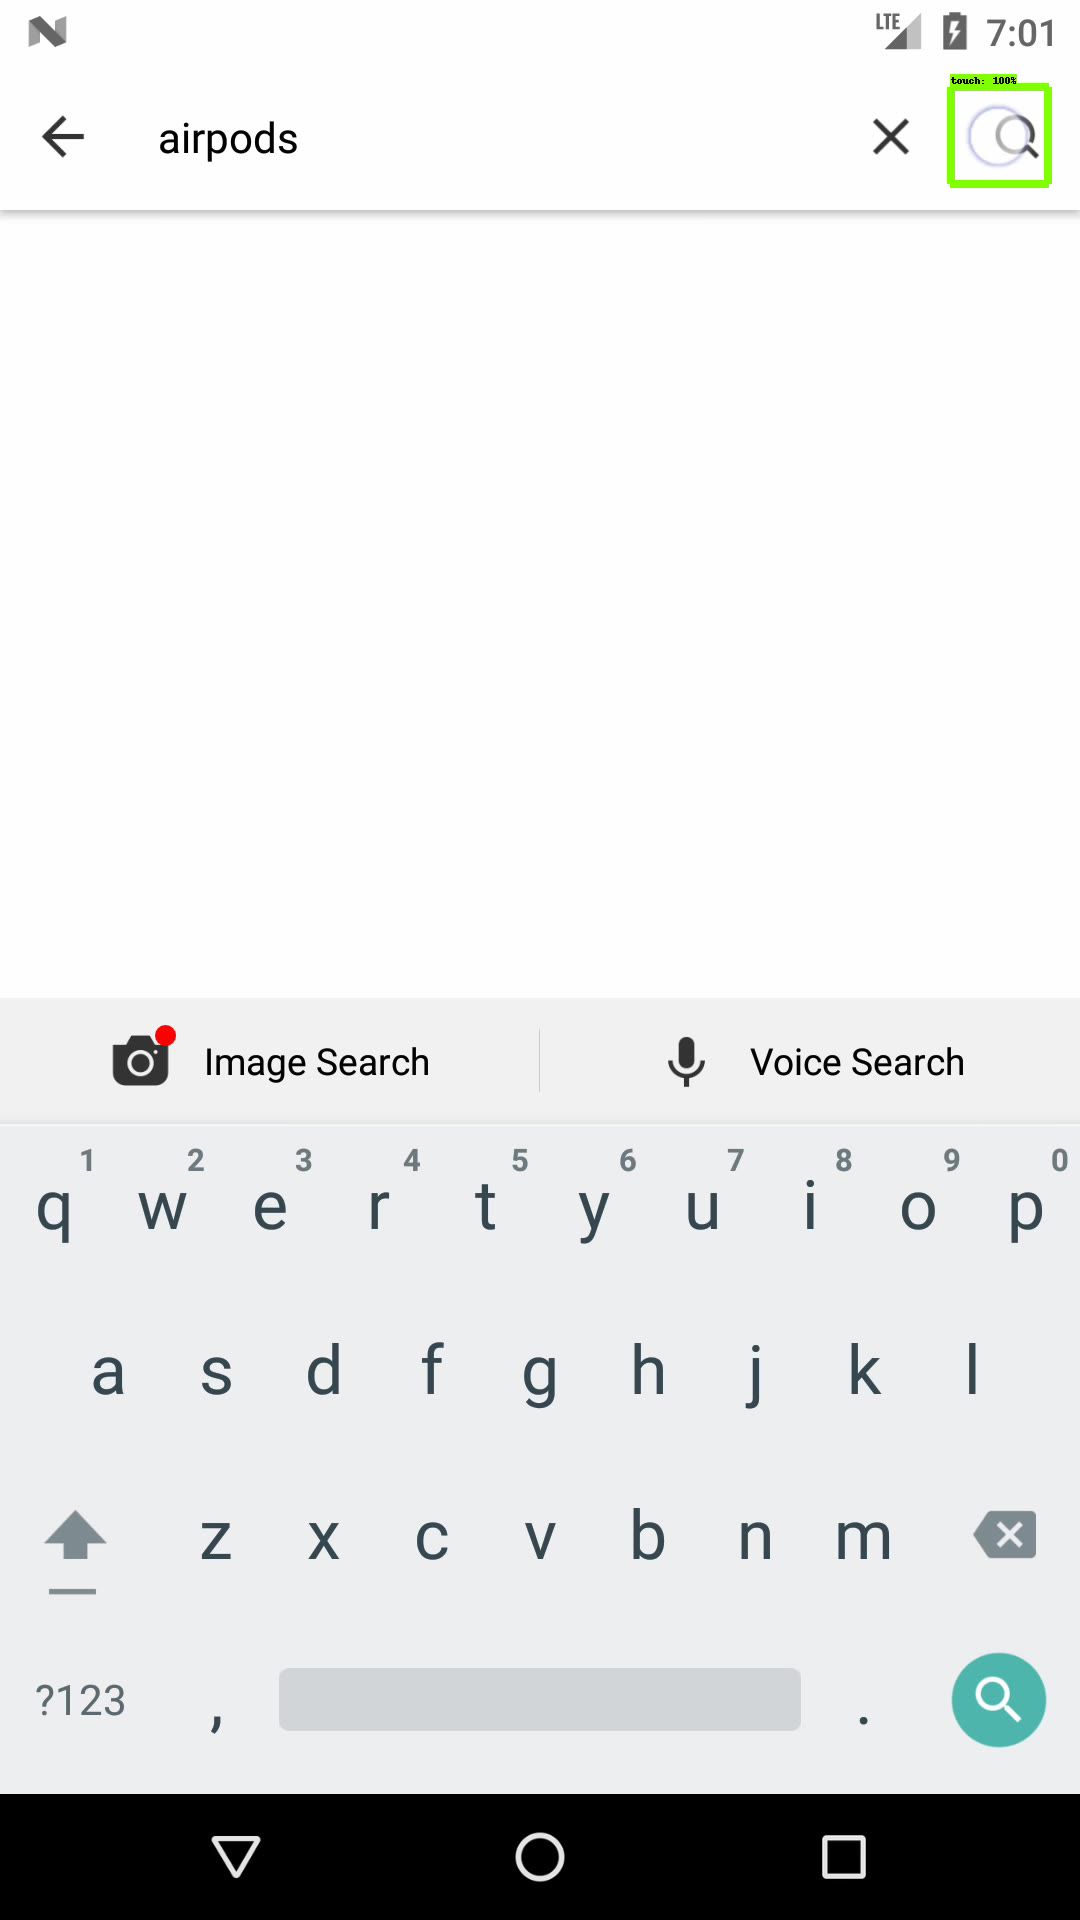 LTE 7:01
touch: 100%
airpods
Image Search Voice Search
1 2 3 4 5 6 7 8 9 0
q w e r t y u i o p
a s d f g h j k l
z x c v b n m
?123 , .